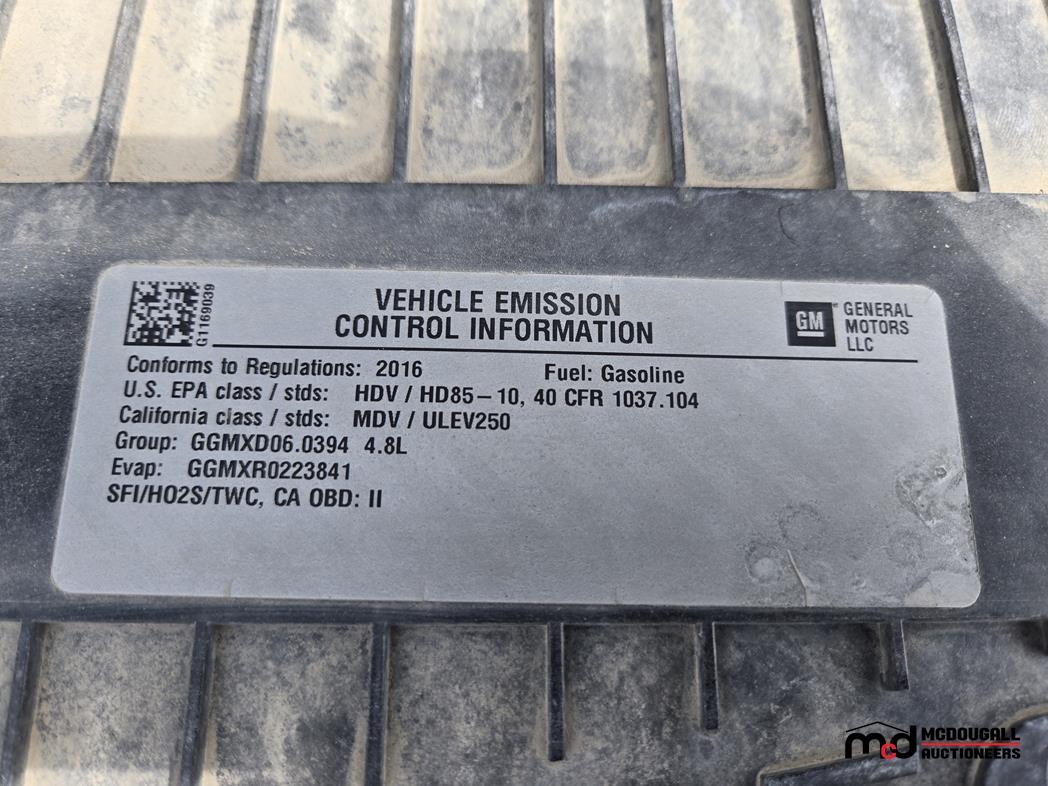 GT169039
VEHICLE EMISSION
CONTROL INFORMATION
GM
GENERAL
MOTORS
LLC
Conforms to Regulations: 2016 Fuel: Gasoline
U.S. EPA class / stds: HDV / HD85-10, 40 CFR 1037.104
California class / stds: MDV / ULEV250
Group: GGMXD06.0394 4.8L
Evap: GGMXR0223841
SFI/HO2S/TWC, CA OBD: II
mcd MCDOUGALL
AUCTIONEERS